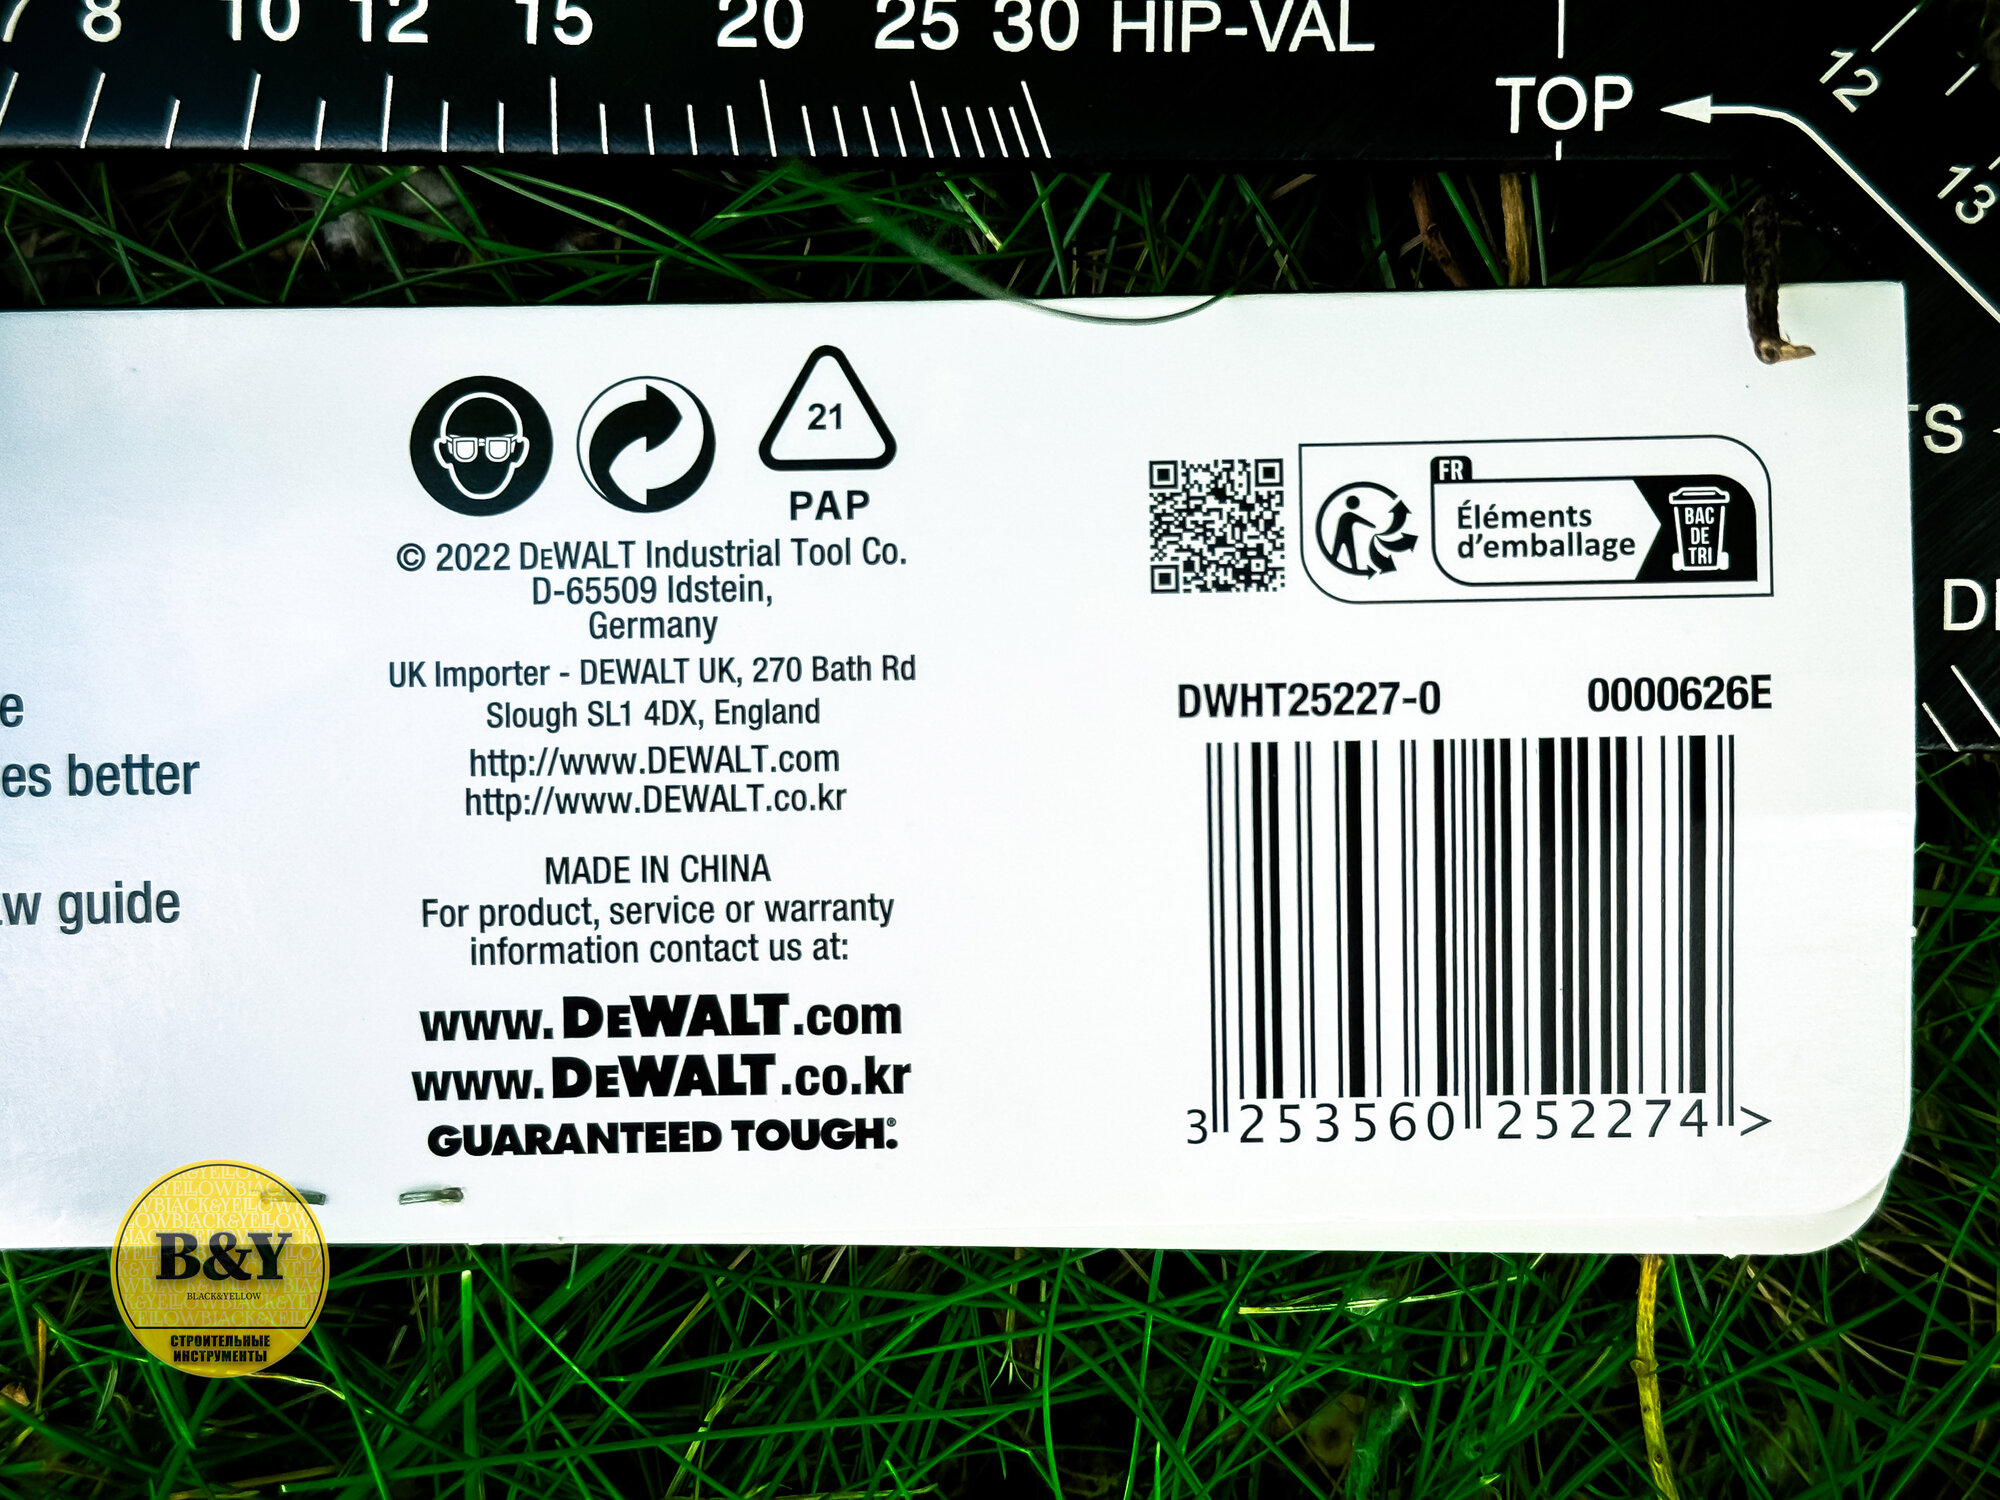 7 8 10 12 15 20 25 30 HIP-VAL
TOP
12
13
TS
21
PAP
© 2022 DEWALT Industrial Tool Co.
D-65509 Idstein,
Germany
UK Importer - DEWALT UK, 270 Bath Rd
Slough SL1 4DX, England
http://www.DEWALT.com
http://www.DEWALT.co.kr
MADE IN CHINA
For product, service or warranty
information contact us at:
www.DEWALT.com
www.DEWALT.co.kr
GUARANTEED TOUGH.®
e
es better
w guide
FR
Éléments
d'emballage
BAC
DE
TRI
DWHT25227-0 0000626E
3 253560 252274 >
B&Y
BLACK&YELLOW
СТРОИТЕЛЬНЫЕ
ИНСТРУМЕНТЫ